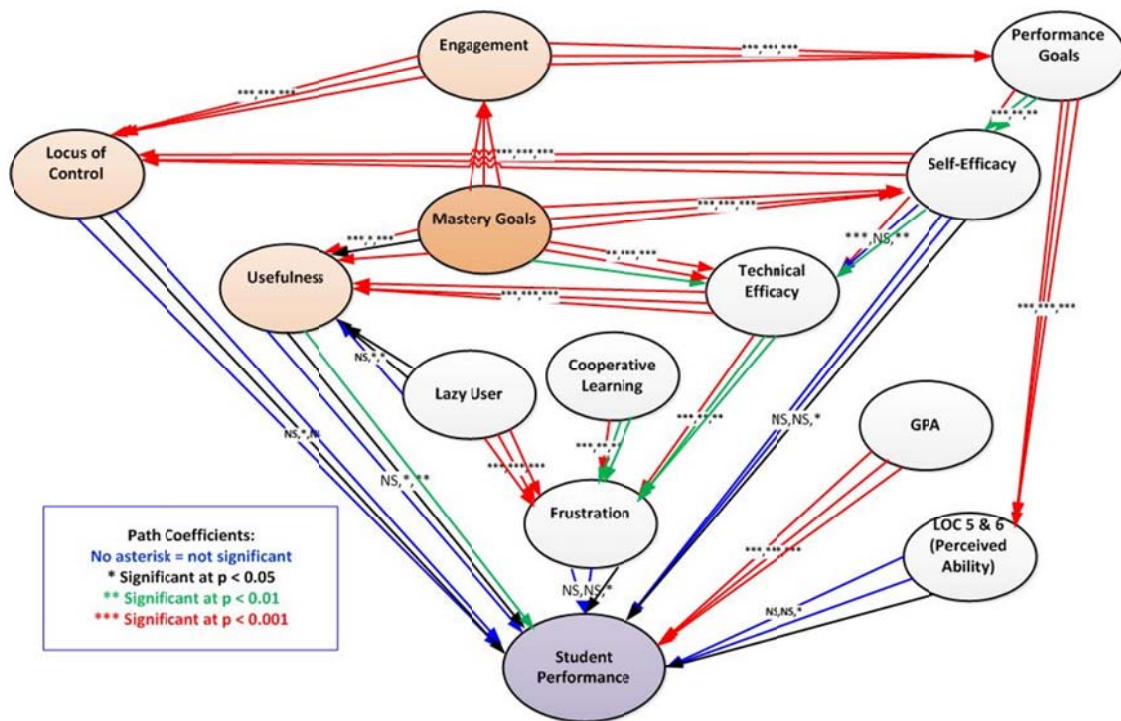 Engagement
Performance
Goals
***,***,***
***,***,***
***,**,**
Locus of
Control
***,***,***
Self-Efficacy
Mastery Goals
***,***,***
***,*,***
***,NS,**
Usefulness
Technical
Efficacy
***,***,***
***,***,***
NS,*,*
Lazy User
Cooperative
Learning
NS,NS,*
GPA
***,**,**
NS,*,**
***,***,***
Frustration
LOC 5 & 6
(Perceived
Ability)
Path Coefficients:
No asterisk = not significant
* Significant at p < 0.05
** Significant at p < 0.01
*** Significant at p < 0.001
***,***,***
NS,NS,*
NS,NS,*
Student
Performance